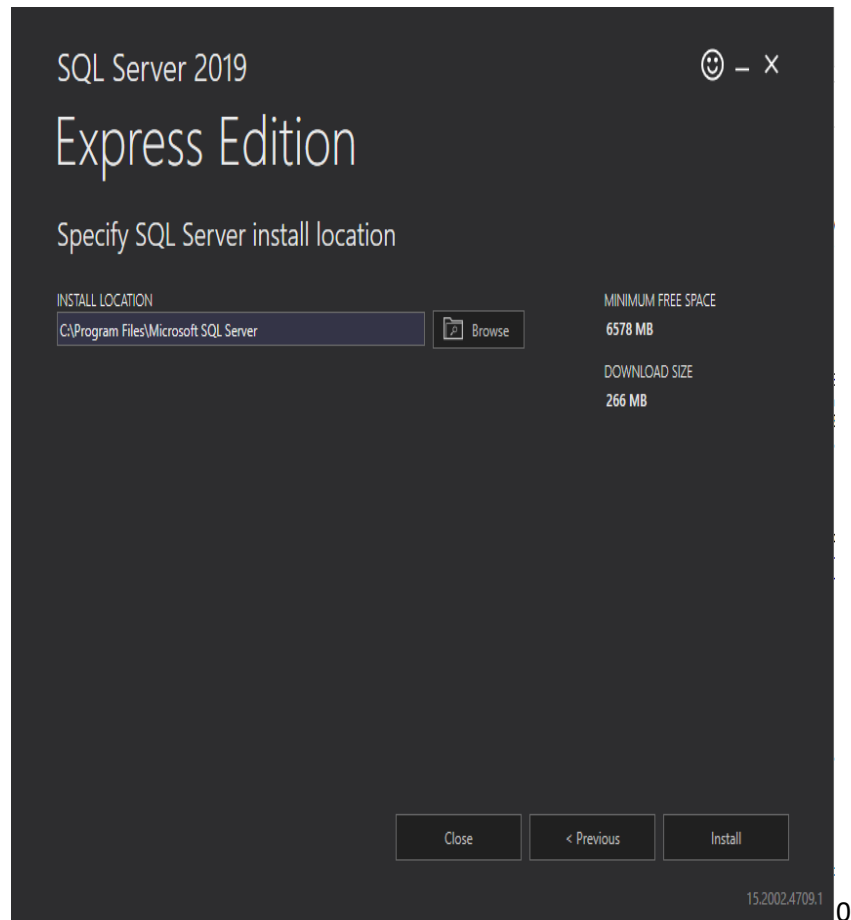 SQL Server 2019
Express Edition
Specify SQL Server install location
INSTALL LOCATION
C:\Program Files\Microsoft SQL Server
Browse
MINIMUM FREE SPACE
6578 MB
DOWNLOAD SIZE
266 MB
Close
< Previous
Install
15.2002.4709.1
0